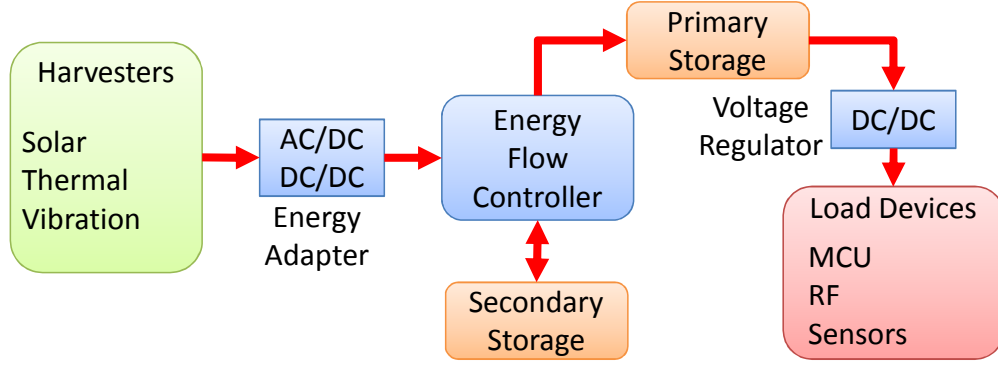 Harvesters
Solar
Thermal
Vibration
AC/DC
DC/DC
Energy
Adapter
Energy
Flow
Controller
Secondary
Storage
Primary
Storage
Voltage
Regulator
DC/DC
Load Devices
MCU
RF
Sensors